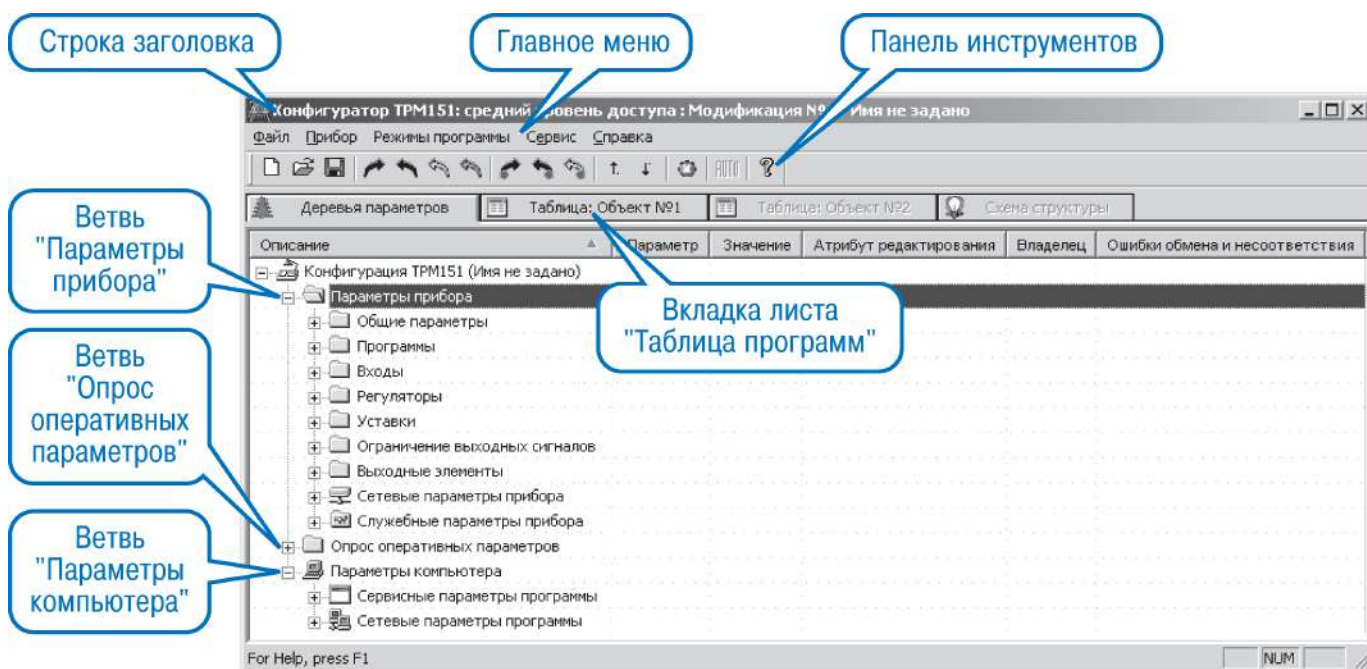 Строка заголовка
Главное меню
Панель инструментов
Конфигуратор ТРМ151: средний уровень доступа : Модификация Имя не задано
Файл Прибор Режимы программы Сервис Справка
AUTO
Деревья параметров Таблица: Объект №1 Таблица: Объект №2 Схема структуры
Описание Параметр Значение Атрибут редактирования Владелец Ошибки обмена и несоответствия
Ветвь
"Параметры
прибора"
Конфигурация ТРМ151 (Имя не задано)
Параметры прибора
Общие параметры
Программы
Входы
Регуляторы
Уставки
Ограничение выходных сигналов
Выходные элементы
Сетевые параметры прибора
Служебные параметры прибора
Опрос оперативных параметров
Параметры компьютера
Сервисные параметры программы
Сетевые параметры программы
Вкладка листа
"Таблица программ"
Ветвь
"Опрос
оперативных
параметров"
Ветвь
"Параметры
компьютера"
For Help, press F1
NUM